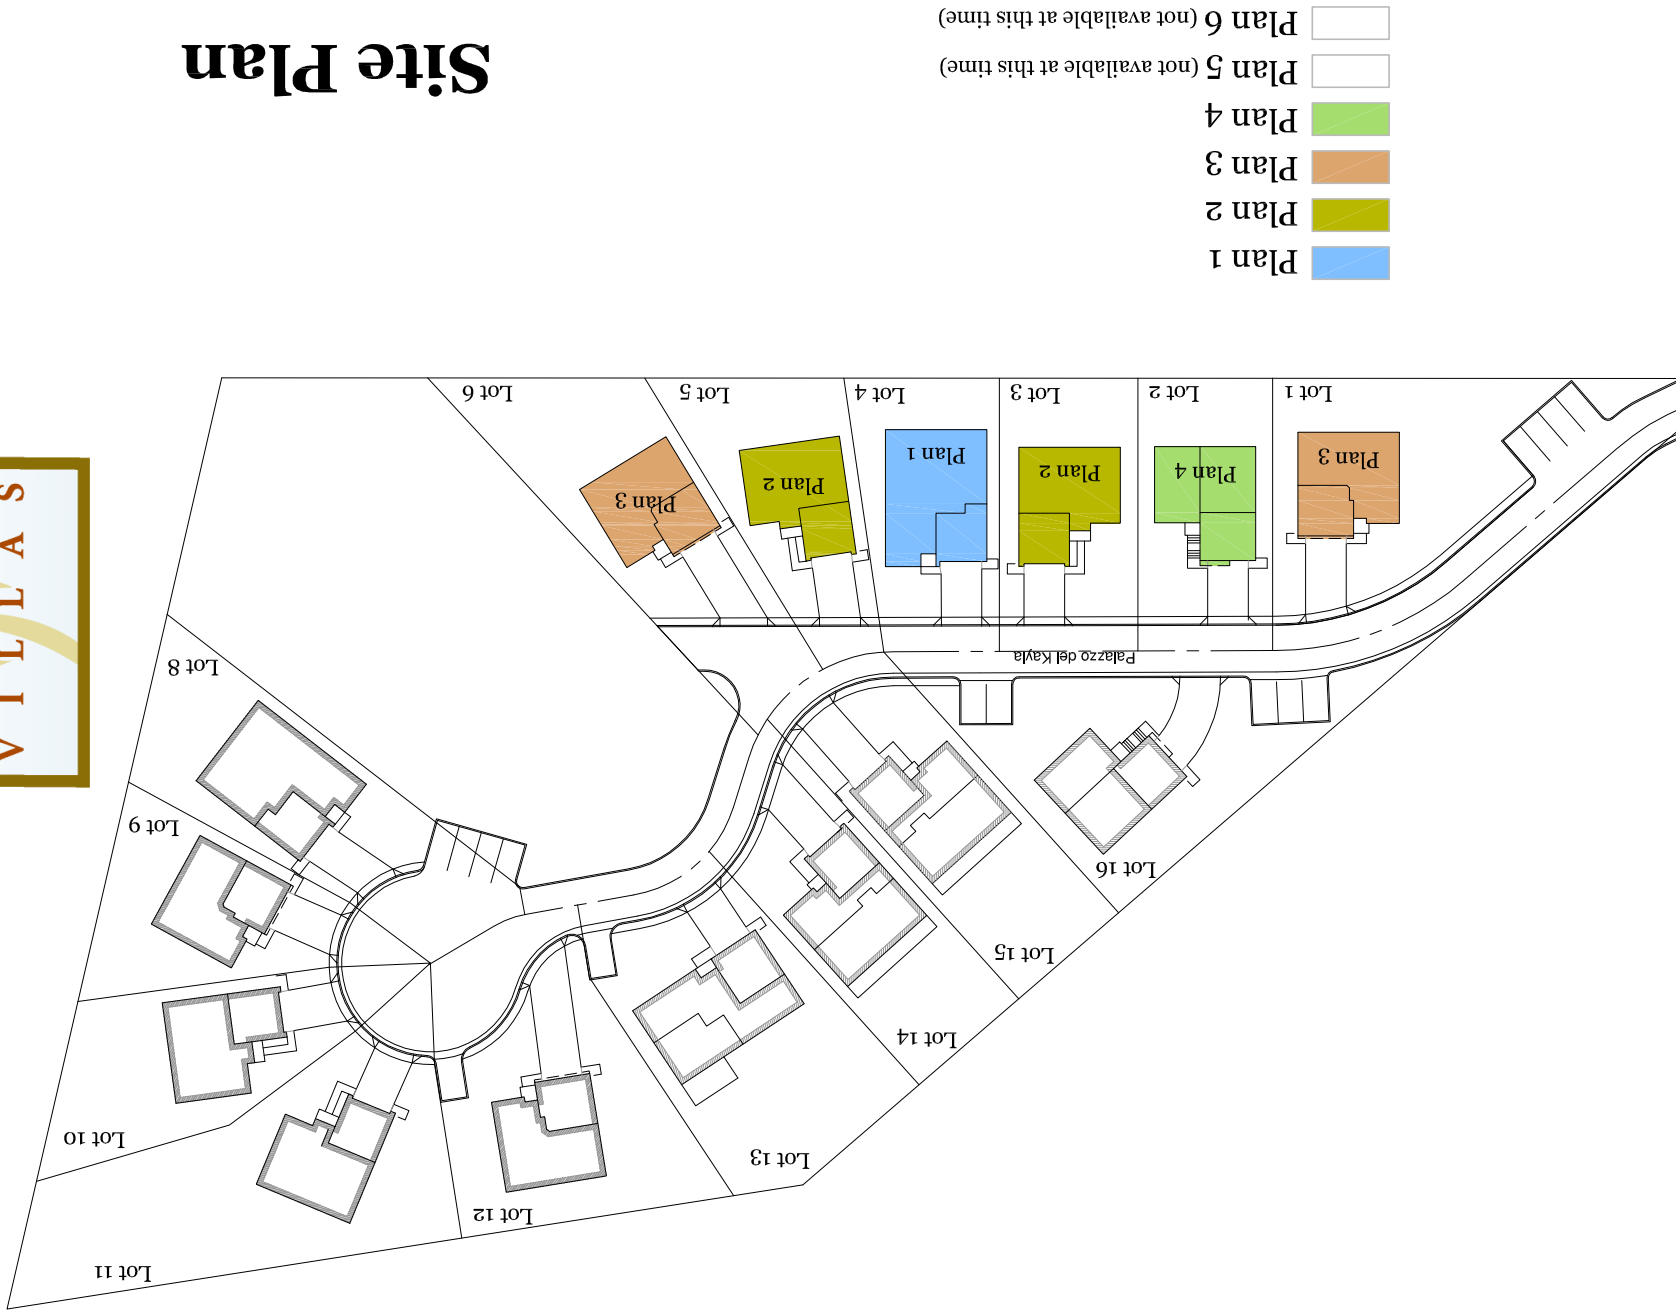 Lot 11
Lot 12
Lot 13
Lot 10
Lot 14
Lot 15
Lot 16
Lot 9
Lot 8
VILLAS
Palazzo del Kayla
Plan 3
Plan 4
Plan 2
Plan 1
Plan 2
Plan 3
Lot 1
Lot 2
Lot 3
Lot 4
Lot 5
Lot 6
Plan 1
Plan 2
Plan 3
Plan 4
Plan 5 (not available at this time)
Plan 6 (not available at this time)
Site Plan